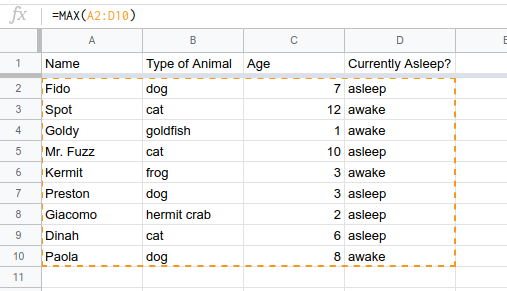 fx =MAX(A2:D10)
A B C D E
1 Name Type of Animal Age Currently Asleep?
2 Fido dog 7 asleep
3 Spot cat 12 awake
4 Goldy goldfish 1 awake
5 Mr. Fuzz cat 10 asleep
6 Kermit frog 3 awake
7 Preston dog 3 asleep
8 Giacomo hermit crab 2 asleep
9 Dinah cat 6 asleep
10 Paola dog 8 awake
11